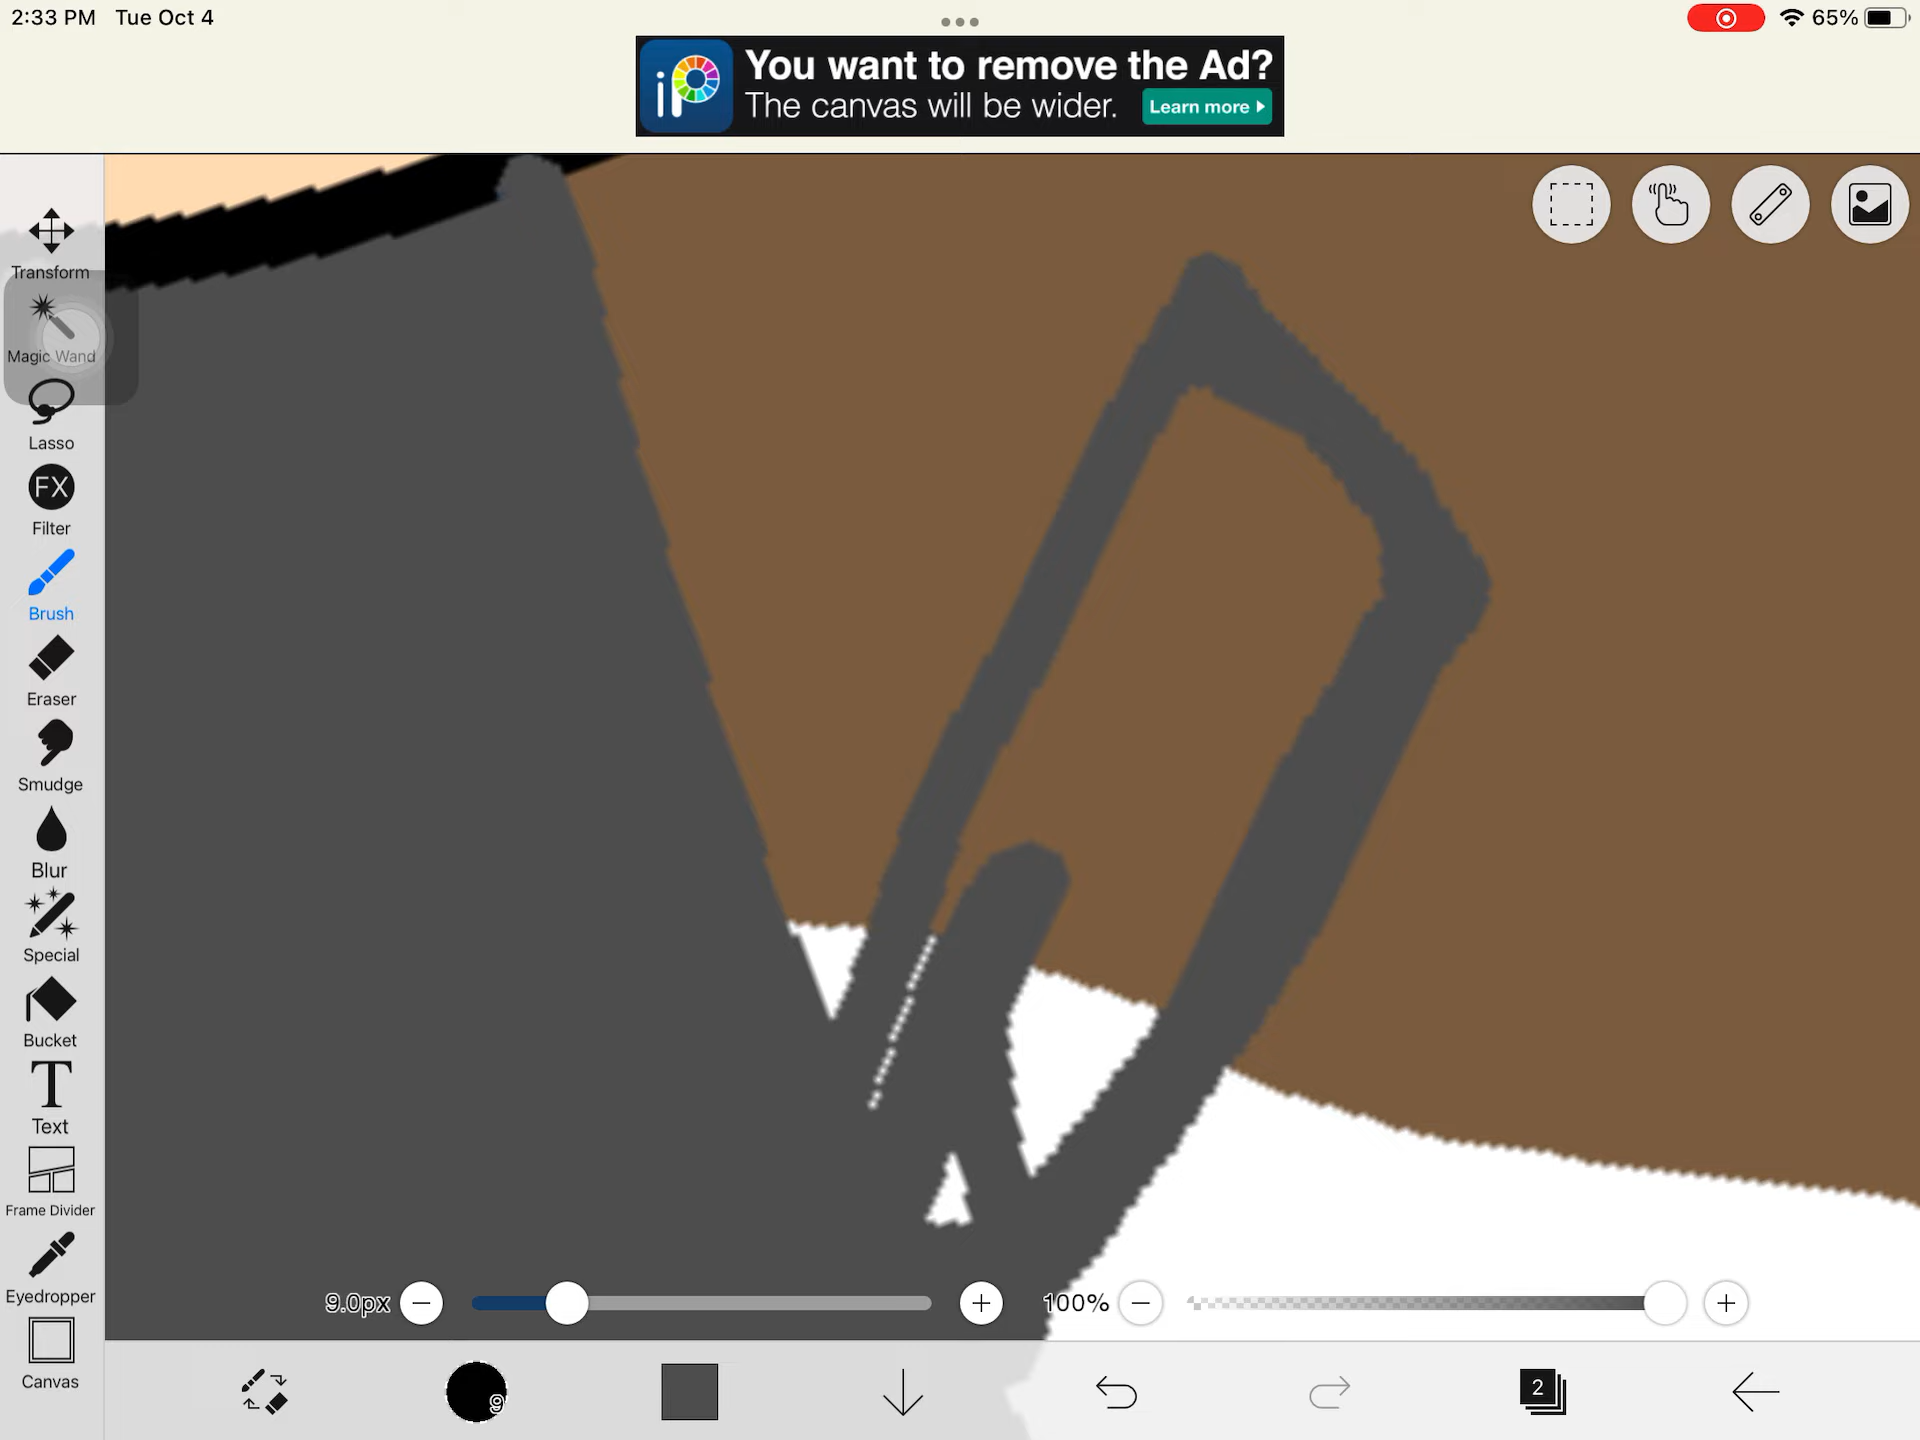 2:33 PM Tue Oct 4
65%
iP
You want to remove the Ad?
The canvas will be wider.
Learn more
Transform
Magic Wand
Lasso
FX
Filter
Brush
Eraser
Smudge
Blur
Special
Bucket
T
Text
Frame Divider
Eyedropper
Canvas
9.0px
100%
9
2